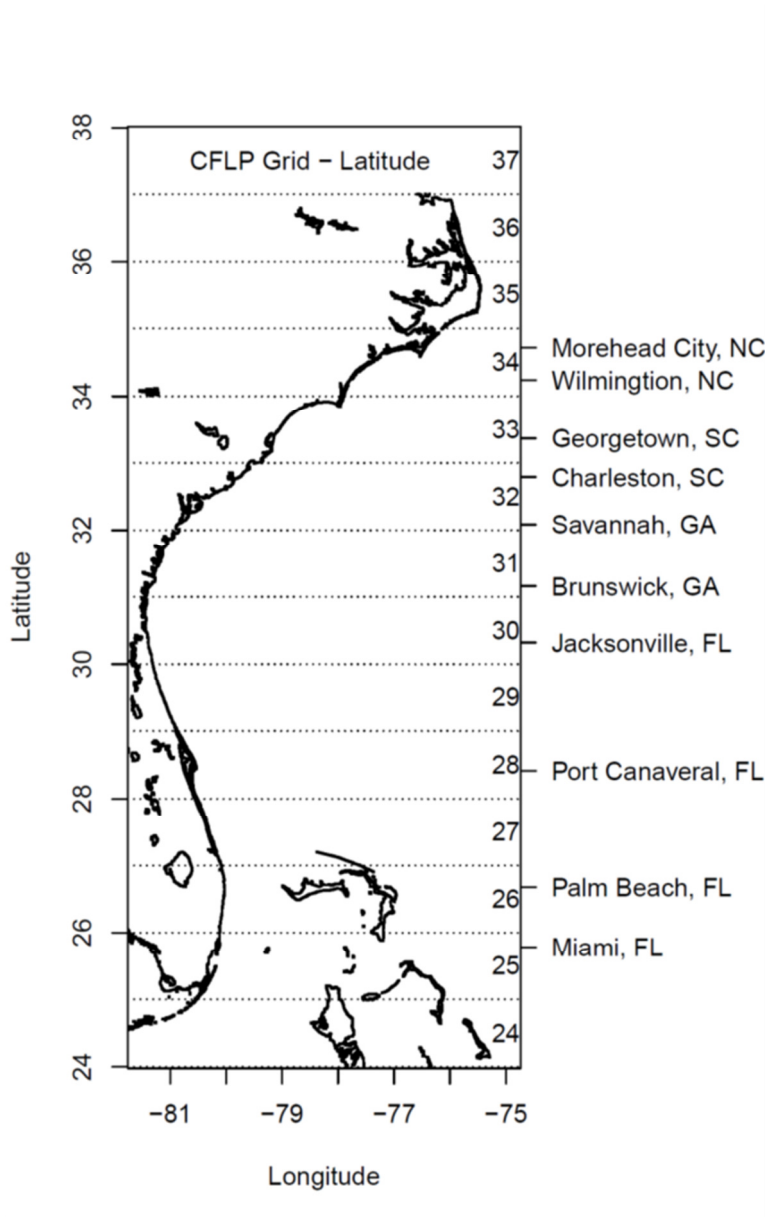 38
CFLP Grid − Latitude
37
36
36
35
Morehead City, NC
34
Wilmingtion, NC
34
33
Georgetown, SC
Charleston, SC
32
Savannah, GA
32
31
Brunswick, GA
Latitude
30
Jacksonville, FL
30
29
28
Port Canaveral, FL
28
27
Palm Beach, FL
26
26
Miami, FL
25
24
24
−81
−79
−77
−75
Longitude